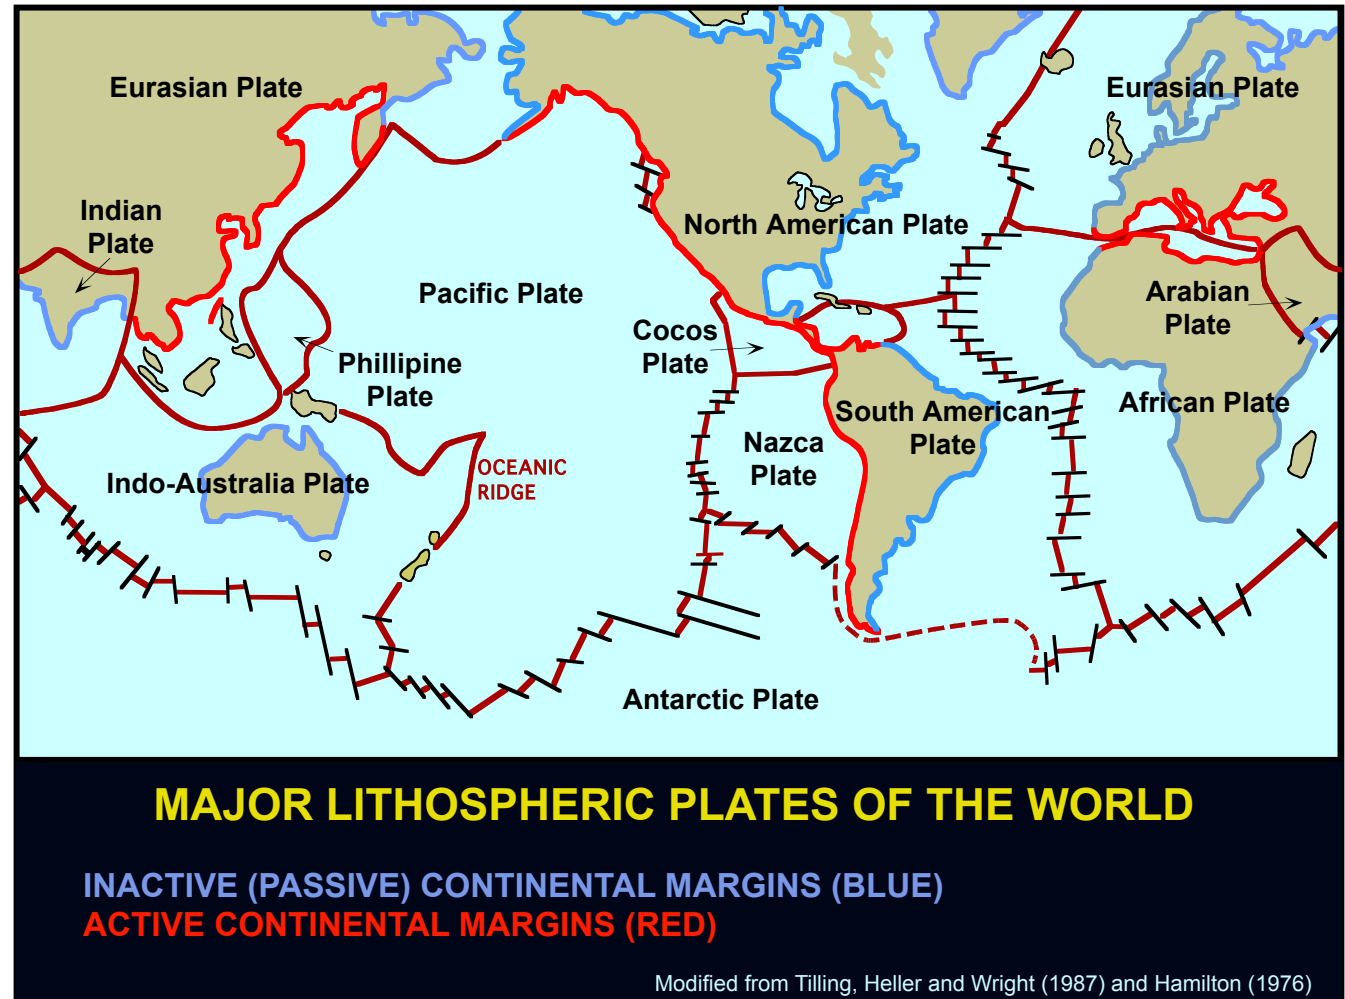 Eurasian Plate
Eurasian Plate
Indian
Plate
North American Plate
Pacific Plate
Arabian
Plate
Cocos
Plate
Phillipine
Plate
African Plate
South American
Plate
Nazca
Plate
OCEANIC
RIDGE
Indo-Australia Plate
Antarctic Plate
MAJOR LITHOSPHERIC PLATES OF THE WORLD
INACTIVE (PASSIVE) CONTINENTAL MARGINS (BLUE)
ACTIVE CONTINENTAL MARGINS (RED)
Modified from Tilling, Heller and Wright (1987) and Hamilton (1976)